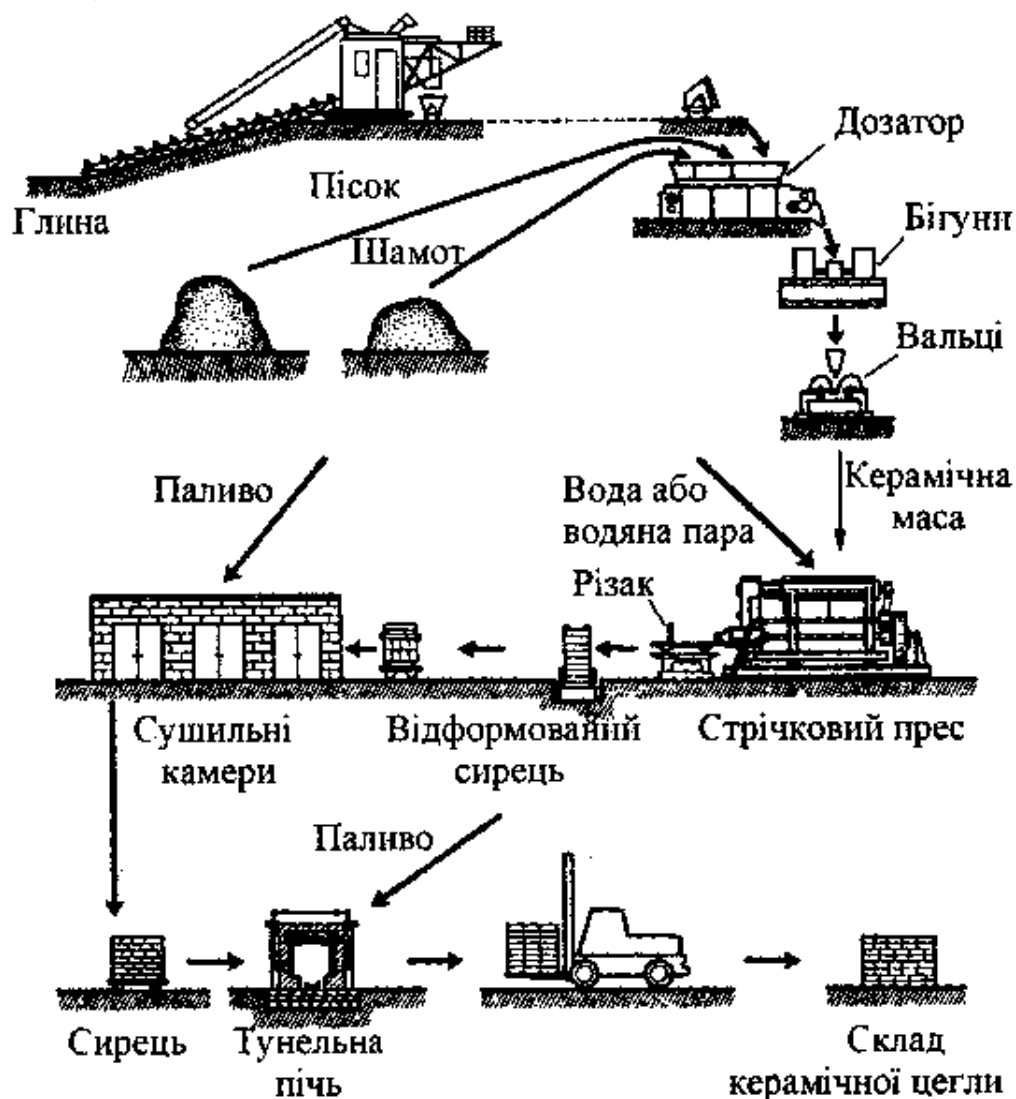 Дозатор
Пісок
Глина
Бігуни
Шамот
Вальці
Паливо
Вода або
водяна пара
Керамічна
маса
Різак
Сушильні
камери
Відформований
сирець
Стрічковий прес
Паливо
Сирець
Тунельна
піч
Склад
керамічної цегли